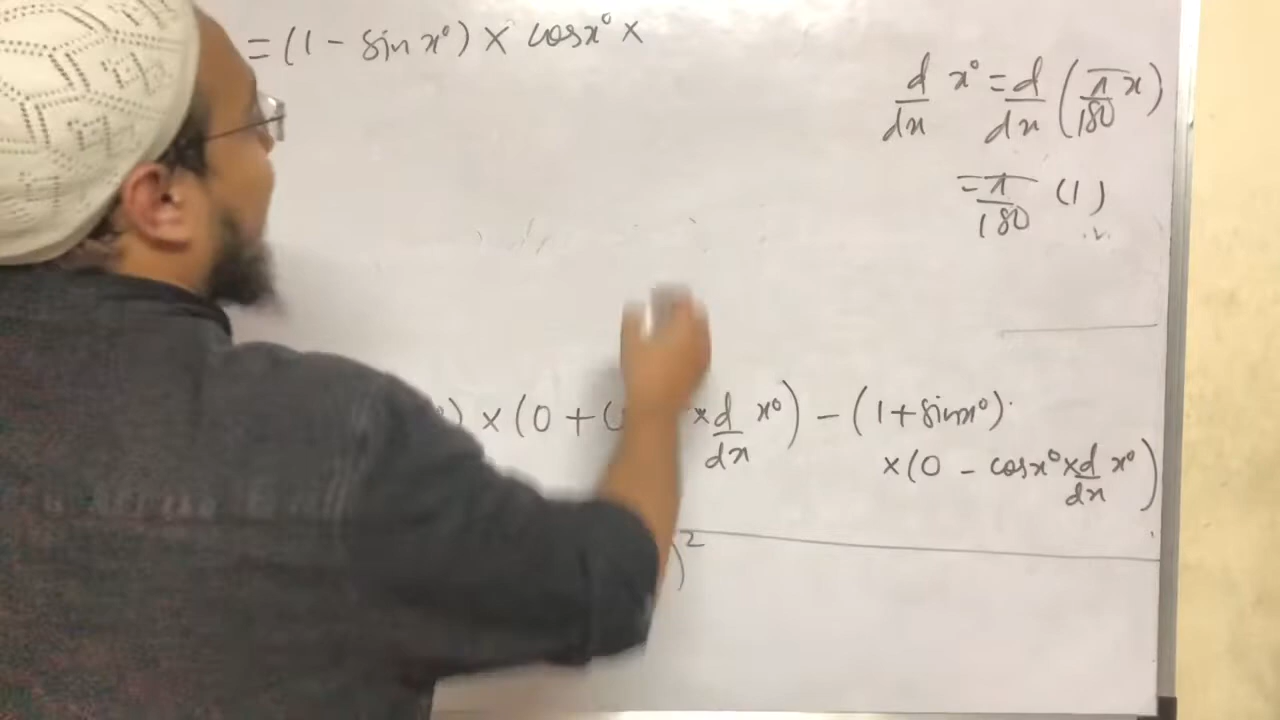 = (1 - sin x°) × cos x° ×
d/dx x° = d/dx (π/180 x)
= π/180 (1)
) × (0 + × d/dx x°) - (1 + sin x°)
× (0 - cos x° × d/dx x°)
)²